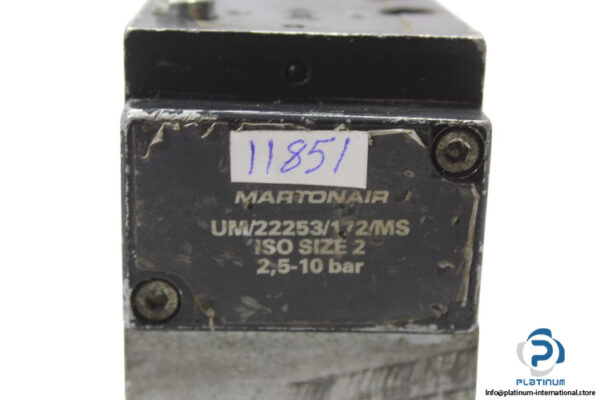 11851
MARTONAIR
UM/22253/172/MS
ISO SIZE 2
2,5-10 bar
PLATINUM
Info@platinum-international.store